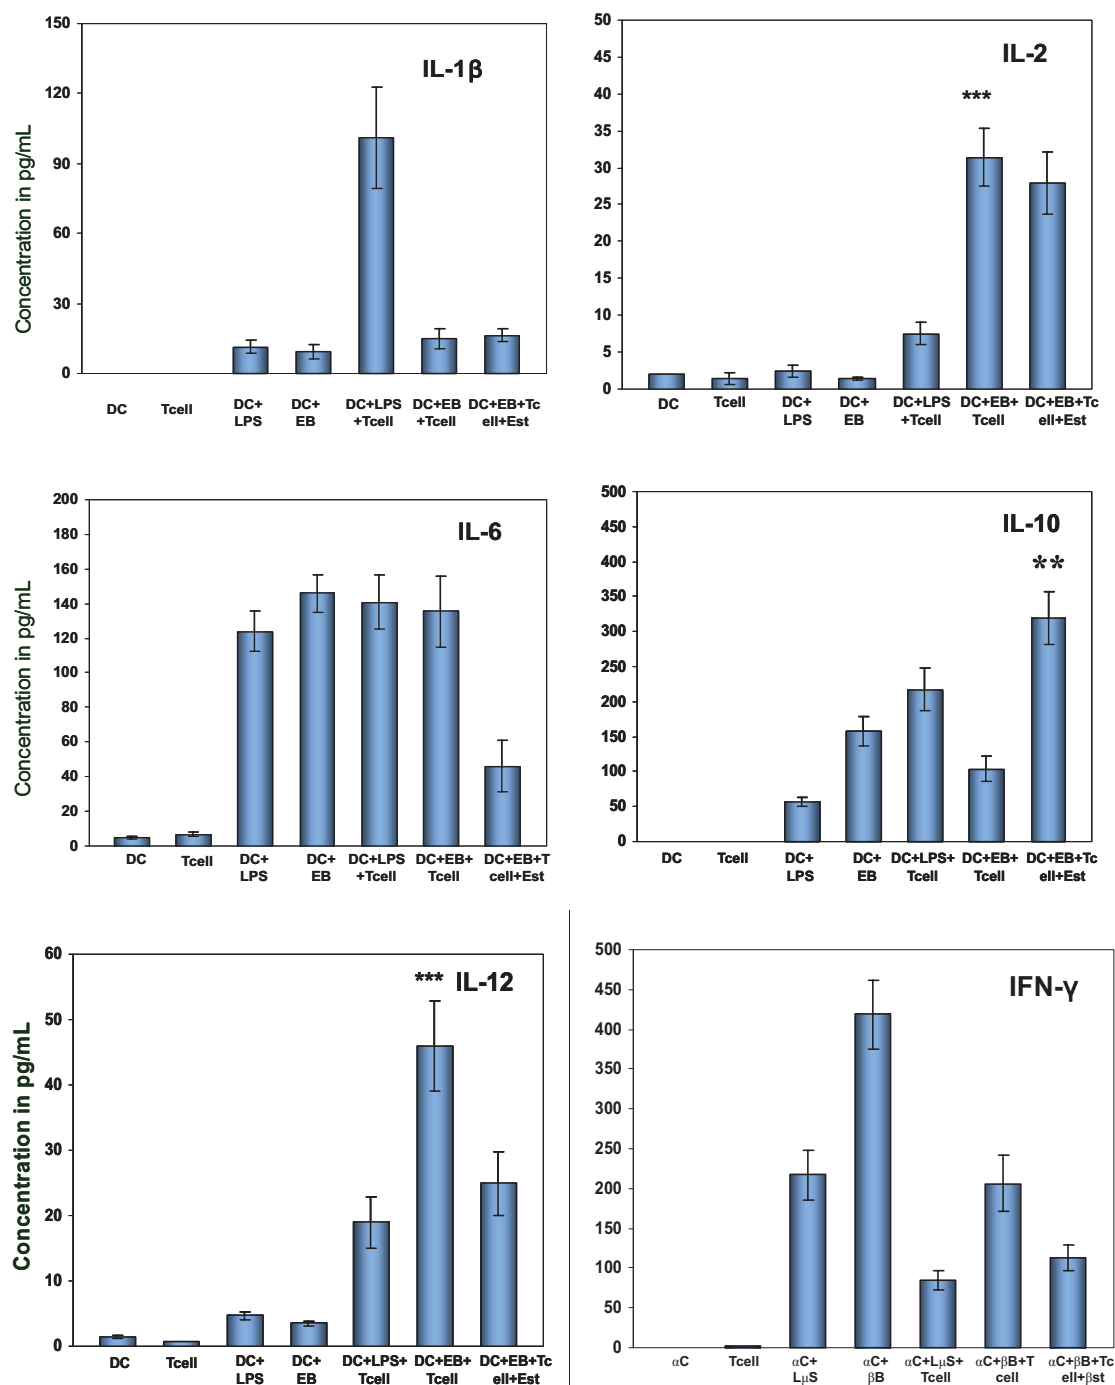 IL-1β
Concentration in pg/mL
150
120
90
60
30
0
DC
Tcell
DC+
LPS
DC+
EB
DC+LPS
+Tcell
DC+EB
+Tcell
DC+EB+Tc
ell+Est
IL-2
***
50
45
40
35
30
25
20
15
10
5
0
DC
Tcell
DC+
LPS
DC+
EB
DC+LPS
+Tcell
DC+EB+
Tcell
DC+EB+Tc
ell+Est
IL-6
Concentration in pg/mL
200
180
160
140
120
100
80
60
40
20
0
DC
Tcell
DC+
LPS
DC+
EB
DC+LPS
+Tcell
DC+EB+
Tcell
DC+EB+T
cell+Est
IL-10
**
500
450
400
350
300
250
200
150
100
50
0
DC
Tcell
DC+
LPS
DC+
EB
DC+LPS+
Tcell
DC+EB+
Tcell
DC+EB+Tc
ell+Est
*** IL-12
Concentration in pg/mL
60
50
40
30
20
10
0
DC
Tcell
DC+
LPS
DC+
EB
DC+LPS+
Tcell
DC+EB+
Tcell
DC+EB+Tc
ell+Est
IFN-γ
500
450
400
350
300
250
200
150
100
50
0
αC
Tcell
αC+
LμS
αC+
βB
αC+LμS+
Tcell
αC+βB+T
cell
αC+βB+Tc
ell+βst